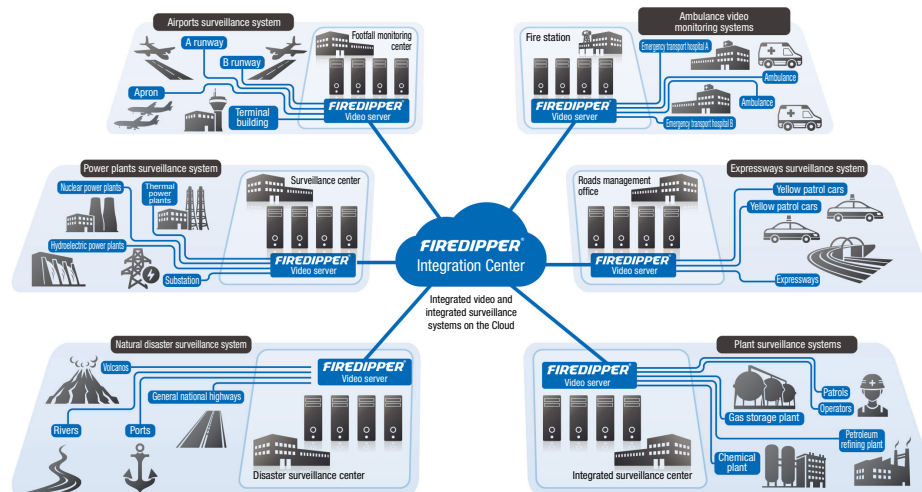 Airports surveillance system
A runway
B runway
Apron
Terminal
building
Footfall monitoring
center
FIREDIPPER®
Video server
Ambulance video
monitoring systems
Fire station
Emergency transport hospital A
Ambulance
Ambulance
Emergency transport hospital B
FIREDIPPER®
Video server
Power plants surveillance system
Nuclear power plants
Thermal
power
plants
Hydroelectric power plants
Substation
Surveillance center
FIREDIPPER®
Video server
FIREDIPPER®
Integration Center
Integrated video and
integrated surveillance
systems on the Cloud
Expressways surveillance system
Roads management
office
Yellow patrol cars
Yellow patrol cars
Expressways
FIREDIPPER®
Video server
Natural disaster surveillance system
Volcanos
General national highways
Rivers
Ports
FIREDIPPER®
Video server
Disaster surveillance center
Plant surveillance systems
FIREDIPPER®
Video server
Patrols
Operators
Gas storage plant
Petroleum
refining plant
Chemical
plant
Integrated surveillance center